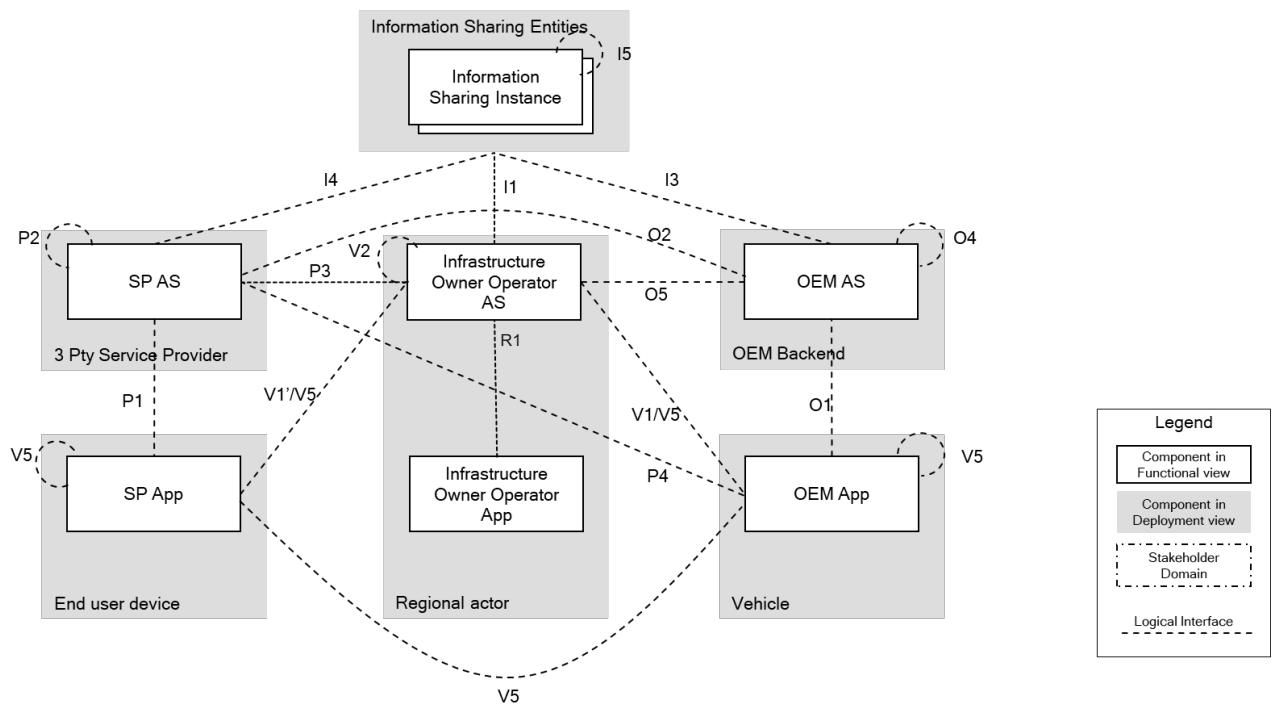 Information Sharing Entities
I5
Information
Sharing Instance
I4
I1
I3
P2
V2
O2
O4
SP AS
P3
Infrastructure
Owner Operator
AS
O5
OEM AS
R1
3 Pty Service Provider
OEM Backend
P1
V1’/V5
V1/V5
O1
V5
P4
V5
SP App
Infrastructure
Owner Operator
App
OEM App
End user device
Regional actor
Vehicle
V5
Legend
Component in
Functional view
Component in
Deployment view
Stakeholder
Domain
Logical Interface